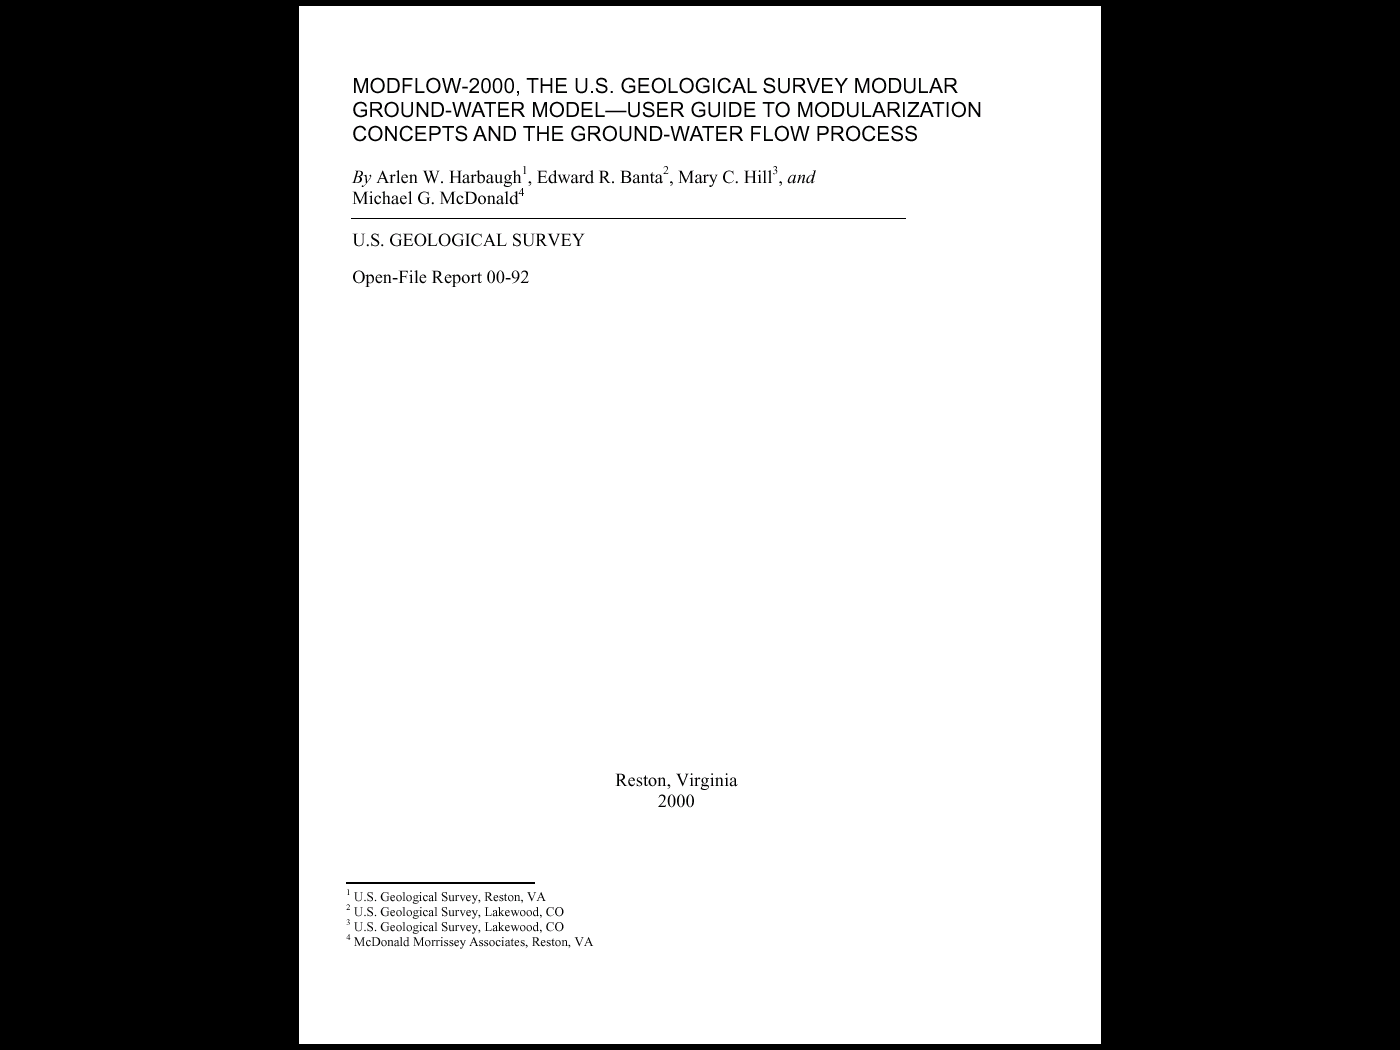 MODFLOW-2000, THE U.S. GEOLOGICAL SURVEY MODULAR
GROUND-WATER MODEL—USER GUIDE TO MODULARIZATION
CONCEPTS AND THE GROUND-WATER FLOW PROCESS
By Arlen W. Harbaugh1, Edward R. Banta2, Mary C. Hill3, and
Michael G. McDonald4
U.S. GEOLOGICAL SURVEY
Open-File Report 00-92
Reston, Virginia
2000
1 U.S. Geological Survey, Reston, VA
2 U.S. Geological Survey, Lakewood, CO
3 U.S. Geological Survey, Lakewood, CO
4 McDonald Morrissey Associates, Reston, VA